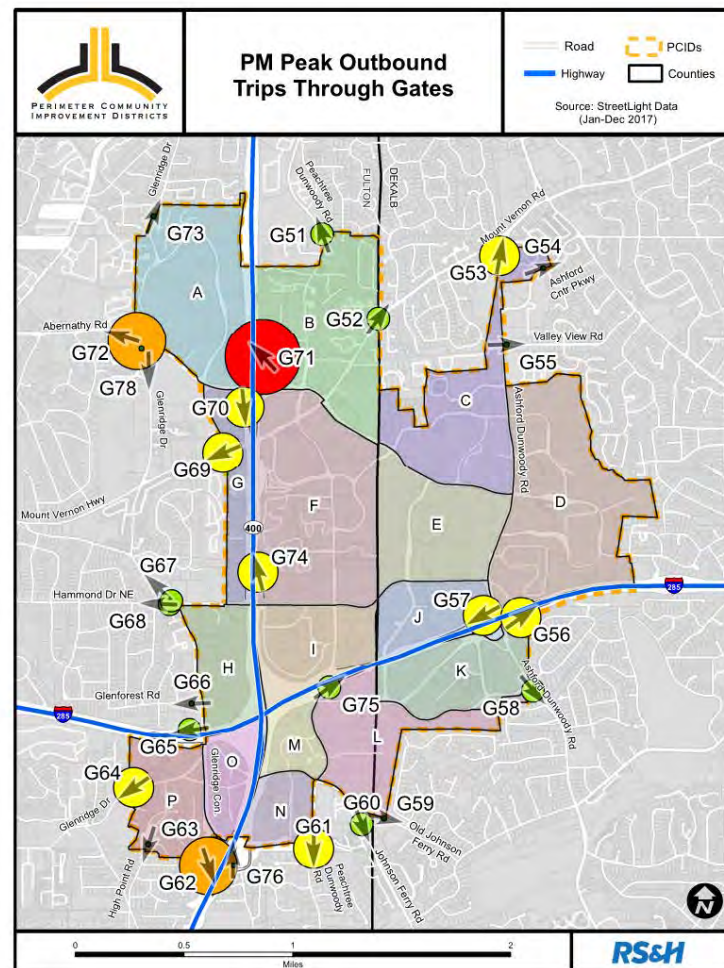 PERIMETER COMMUNITY
IMPROVEMENT DISTRICTS
PM Peak Outbound
Trips Through Gates
Road
PCIDs
Highway
Counties
Source: StreetLight Data
(Jan-Dec 2017)
Glenridge Dr
Peachtree
Dunwoody Rd
FULTON
DEKALB
Mount Vernon Rd
G73
G51
G54
G53
Ashford
Cntr Pkwy
A
B
G52
Abernathy Rd
G72
G71
Valley View Rd
G55
G78
Glenridge Dr
G70
C
Ashford Dunwoody Rd
G69
Mount Vernon Hwy
G
F
D
400
E
G74
G67
Hammond Dr NE
G68
285
G57
J
G56
H
I
K
Glenforest Rd
G66
G75
G58
Ashford Dunwoody Rd
285
G65
L
M
O
Glenridge Con
G64
P
N
G60
G59
Glenridge Dr
G63
G61
Old Johnson
Ferry Rd
High Point Rd
G62
G76
Peachtree
Dunwoody
Rd
Johnson Ferry Rd
N
0
0.5
1
2
Miles
RS&H